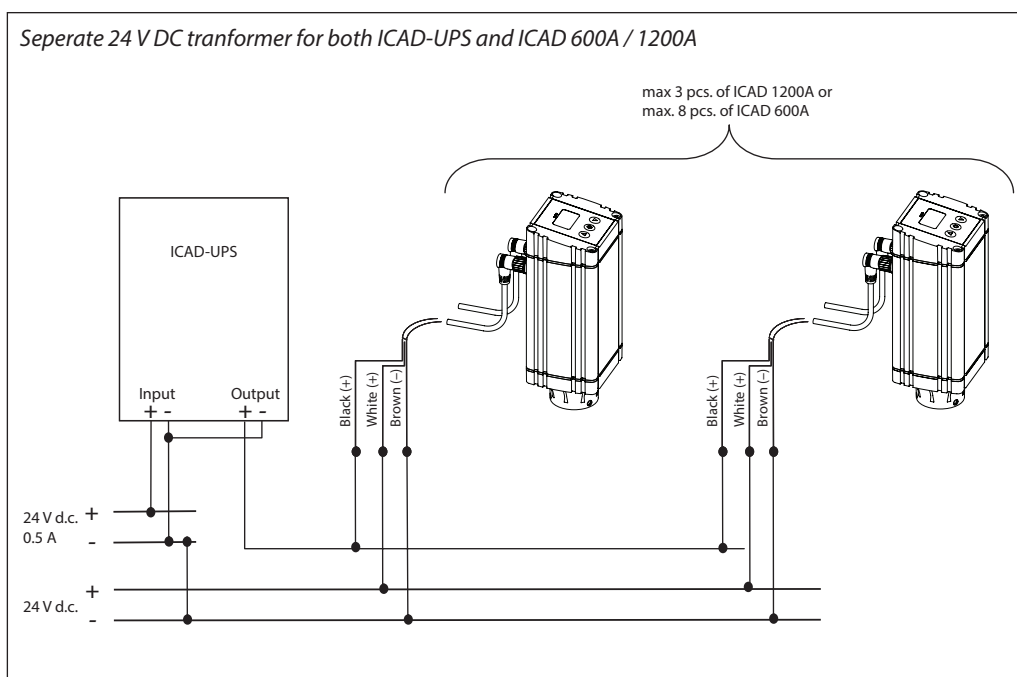 Seperate 24 V DC tranformer for both ICAD-UPS and ICAD 600A / 1200A
max 3 pcs. of ICAD 1200A or
max. 8 pcs. of ICAD 600A
ICAD-UPS
Input
Output
+ -
+ -
Black (+)
White (+)
Brown (–)
Black (+)
White (+)
Brown (–)
24 V d.c. +
0.5 A -
+
24 V d.c.
-